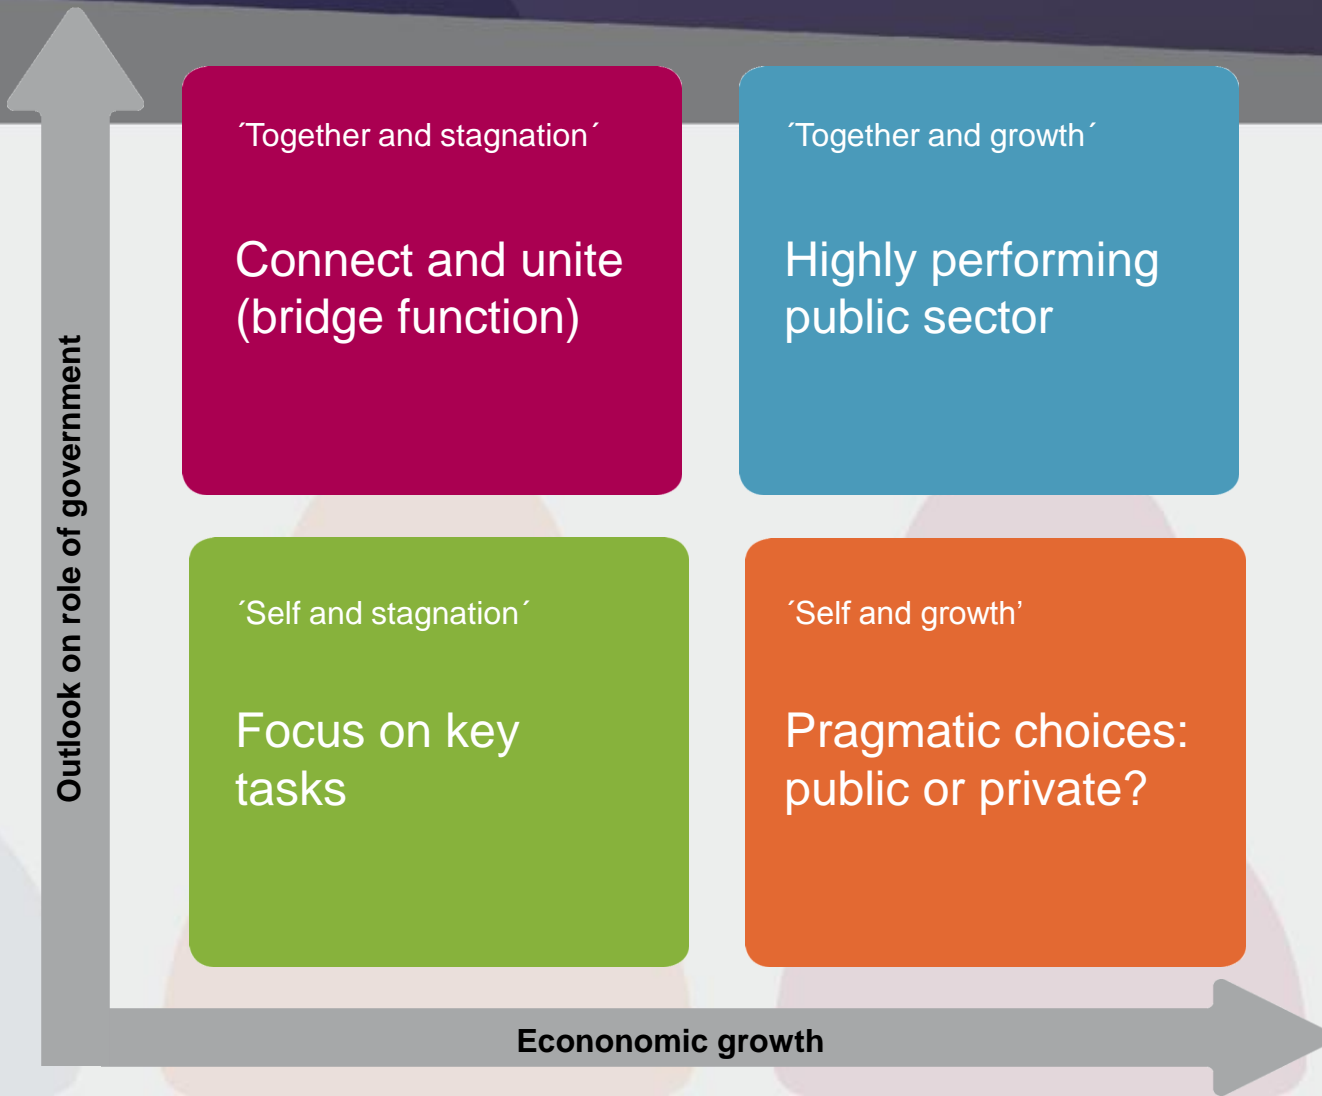 ´Together and stagnation´
Connect and unite
(bridge function)
´Together and growth´
Highly performing
public sector
Outlook on role of government
´Self and stagnation´
Focus on key
tasks
´Self and growth’
Pragmatic choices:
public or private?
Econonomic growth